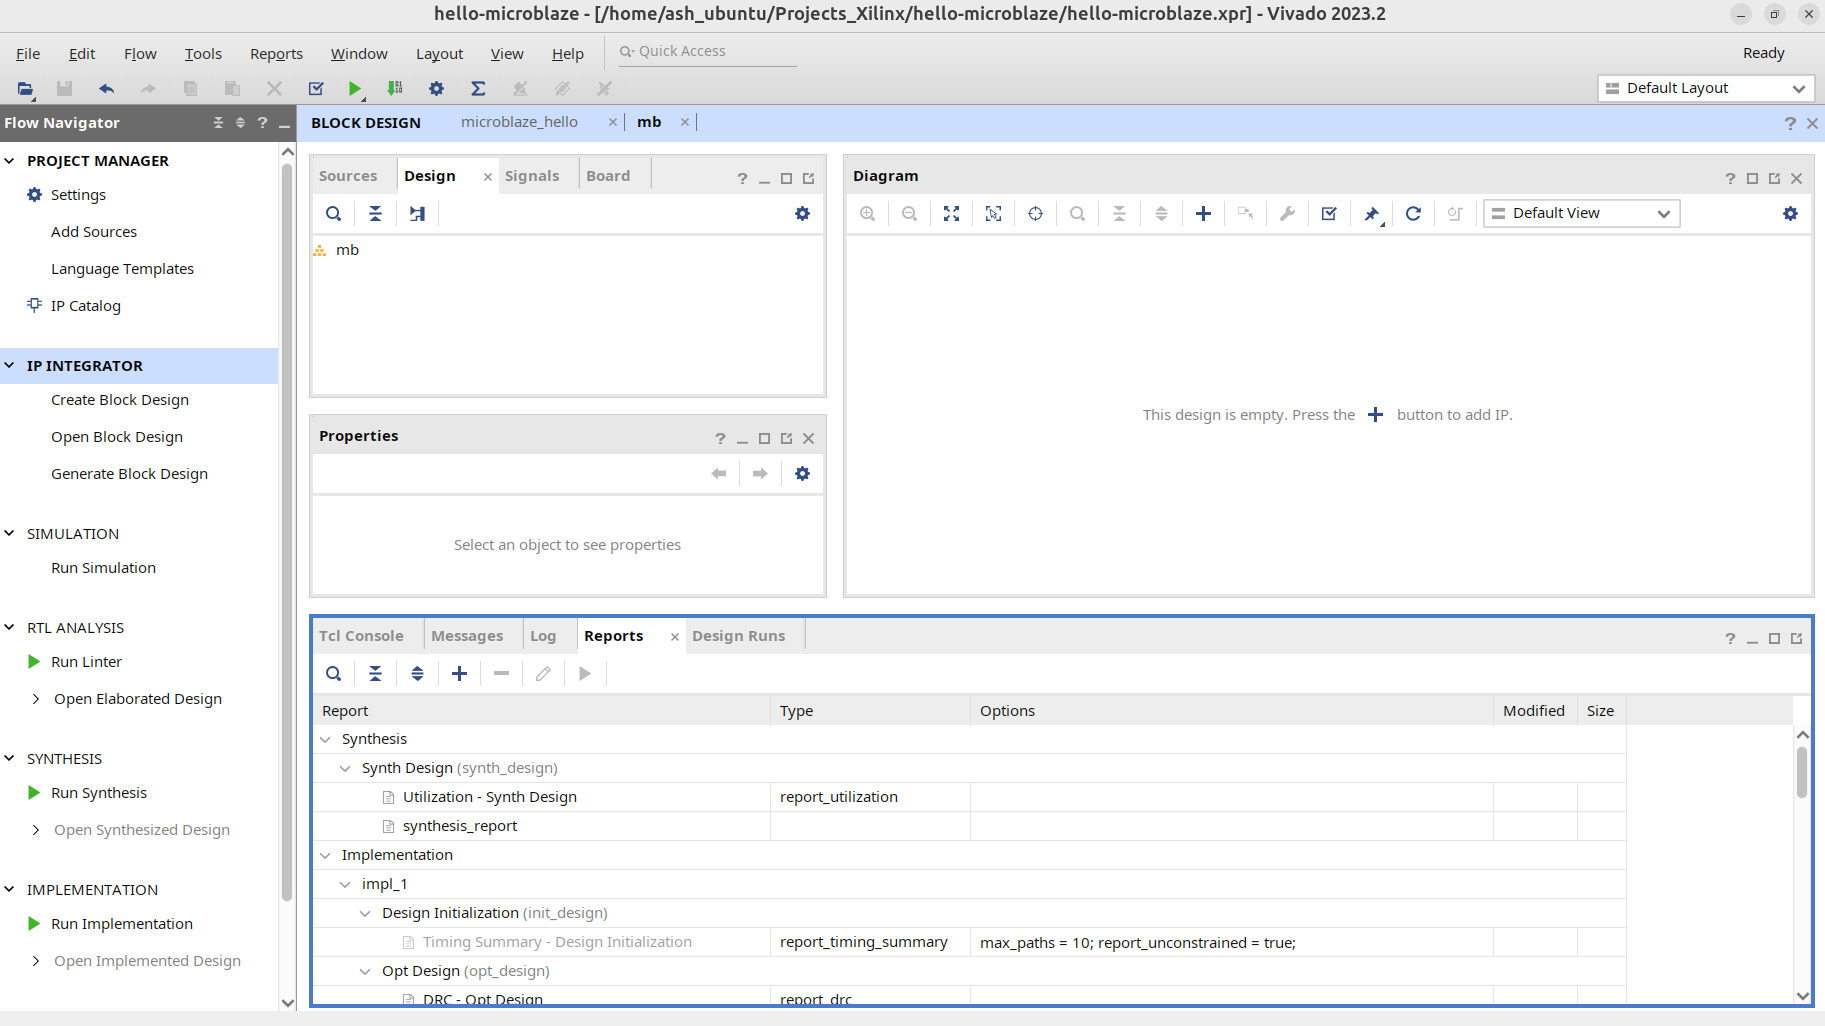 hello-microblaze - [/home/ash_ubuntu/Projects_Xilinx/hello-microblaze/hello-microblaze.xpr] - Vivado 2023.2
File Edit Flow Tools Reports Window Layout View Help Quick Access Ready
Default Layout
Flow Navigator
PROJECT MANAGER
Settings
Add Sources
Language Templates
IP Catalog
IP INTEGRATOR
Create Block Design
Open Block Design
Generate Block Design
SIMULATION
Run Simulation
RTL ANALYSIS
Run Linter
Open Elaborated Design
SYNTHESIS
Run Synthesis
Open Synthesized Design
IMPLEMENTATION
Run Implementation
Open Implemented Design
BLOCK DESIGN microblaze_hello mb
Sources Design Signals Board
mb
Properties
Select an object to see properties
Diagram
Default View
This design is empty. Press the + button to add IP.
Tcl Console Messages Log Reports Design Runs
Report Type Options Modified Size
Synthesis
Synth Design (synth_design)
Utilization - Synth Design report_utilization
synthesis_report
Implementation
impl_1
Design Initialization (init_design)
Timing Summary - Design Initialization report_timing_summary max_paths = 10; report_unconstrained = true;
Opt Design (opt_design)
DRC - Opt Design report_drc